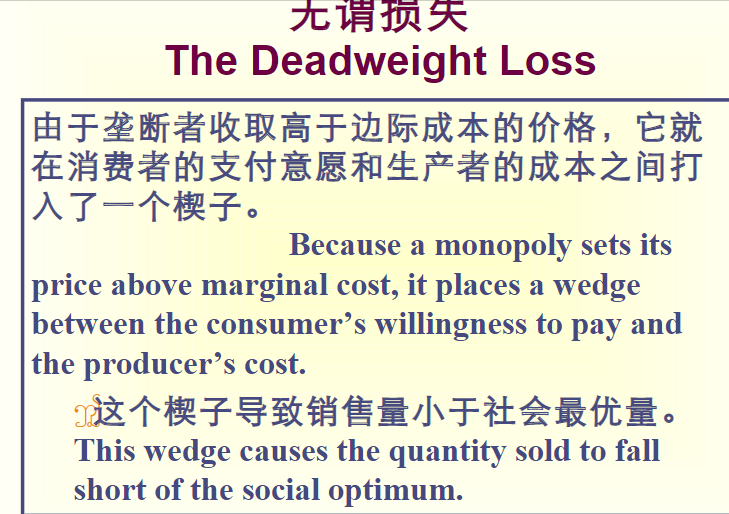 无谓损失
The Deadweight Loss
由于垄断者收取高于边际成本的价格，它就
在消费者的支付意愿和生产者的成本之间打
入了一个楔子。
Because a monopoly sets its
price above marginal cost, it places a wedge
between the consumer’s willingness to pay and
the producer’s cost.
这个楔子导致销售量小于社会最优量。
This wedge causes the quantity sold to fall
short of the social optimum.